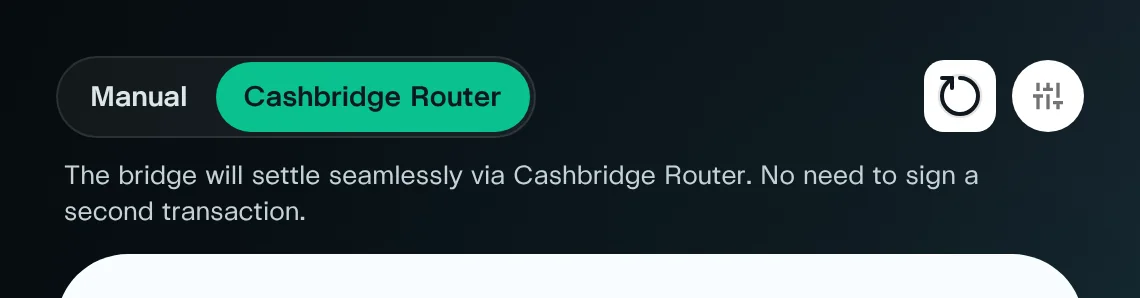 Manual
Cashbridge Router
The bridge will settle seamlessly via Cashbridge Router. No need to sign a
second transaction.